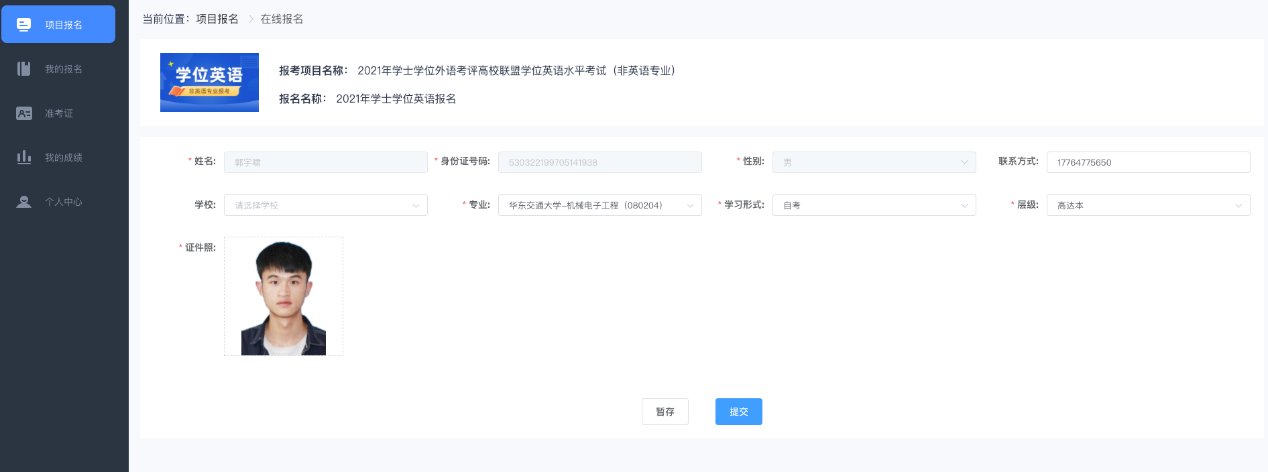 项目报名
我的报名
准考证
我的成绩
个人中心
当前位置：项目报名 > 在线报名
学位英语
非英语专业报考
报考项目名称： 2021年学士学位外语考评高校联盟学位英语水平考试（非英语专业）
报名名称： 2021年学士学位英语报名
* 姓名: 郭宇珺 * 身份证号码: 530322199705141938 * 性别: 男 联系方式: 17764775650
学校: 请选择学校 * 专业: 华东交通大学-机械电子工程（080204） * 学习形式: 自考 * 层级: 高达本
* 证件照:
暂存 提交